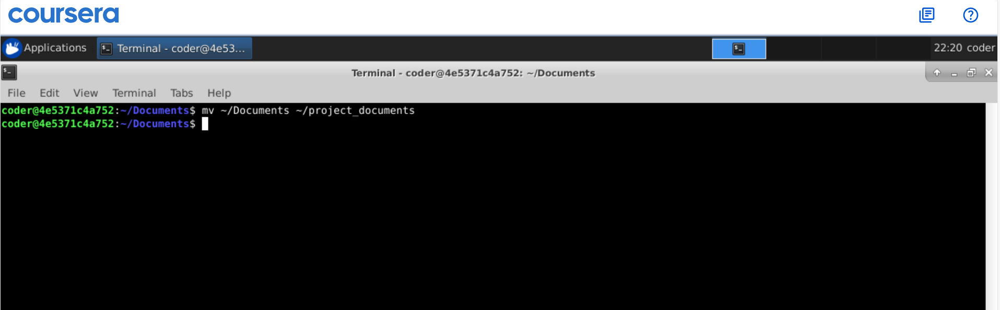 coursera
Applications
Terminal - coder@4e53...
22:20 coder
Terminal - coder@4e5371c4a752: ~/Documents
File Edit View Terminal Tabs Help
coder@4e5371c4a752:~/Documents$ mv ~/Documents ~/project_documents
coder@4e5371c4a752:~/Documents$